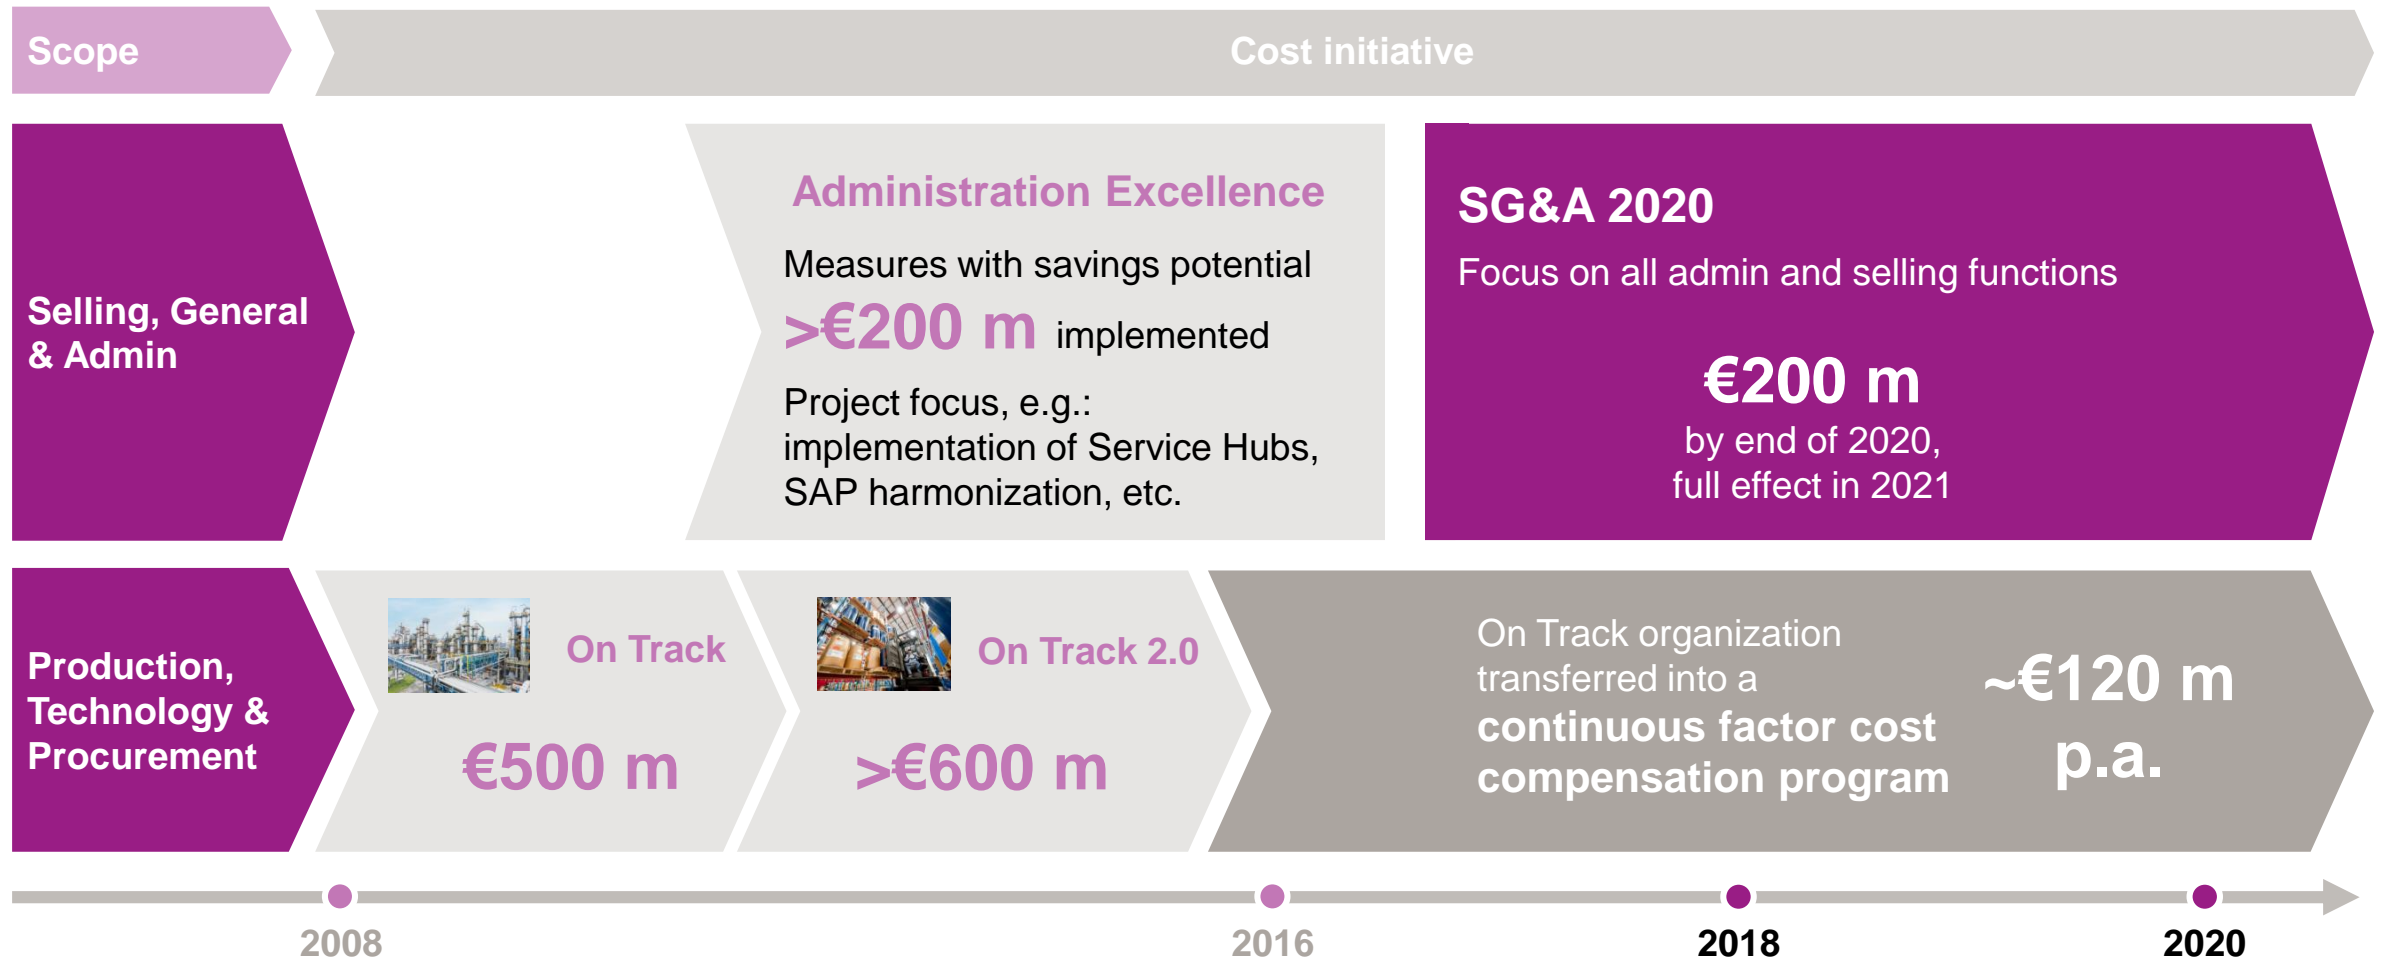 Scope
Cost initiative
Selling, General
& Admin
Administration Excellence
Measures with savings potential
>€200 m implemented
Project focus, e.g.:
implementation of Service Hubs,
SAP harmonization, etc.
SG&A 2020
Focus on all admin and selling functions
€200 m
by end of 2020,
full effect in 2021
Production,
Technology &
Procurement
On Track
€500 m
On Track 2.0
>€600 m
On Track organization
transferred into a
continuous factor cost
compensation program
~€120 m
p.a.
2008
2016
2018
2020